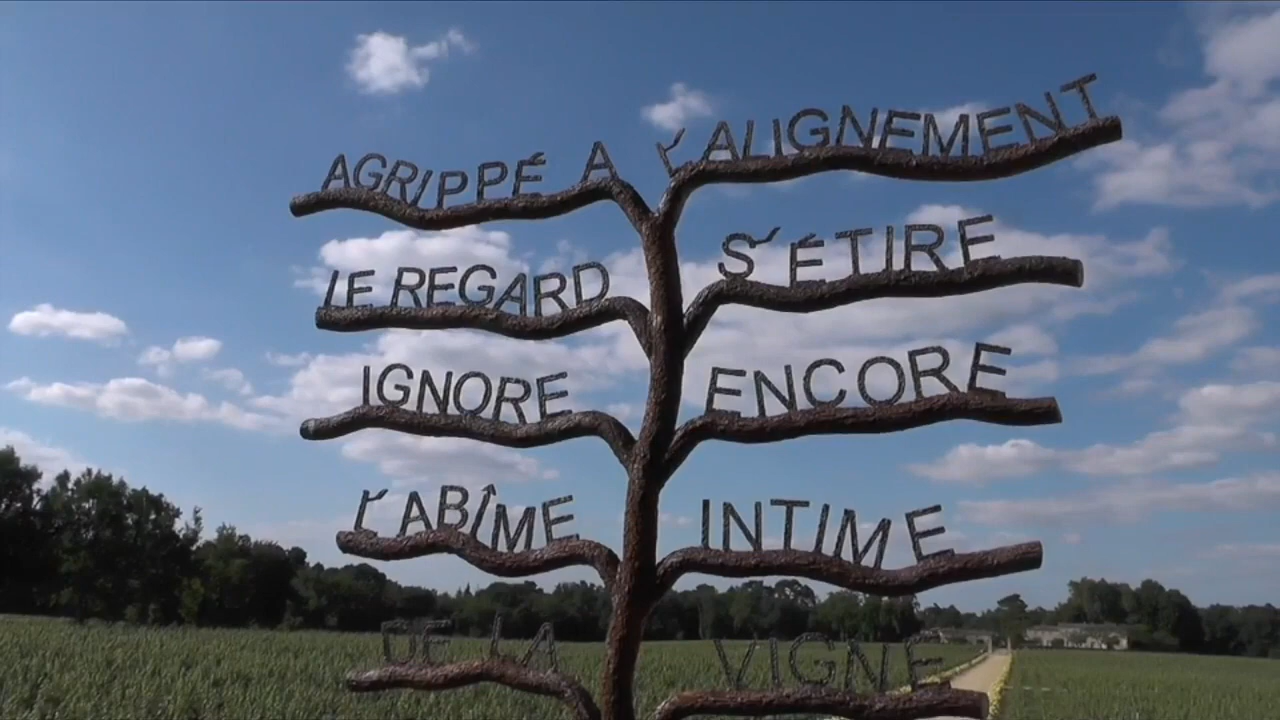 AGRIPPÉ A L'ALIGNEMENT
LE REGARD S'ÉTIRE
IGNORE ENCORE
L'ABÎME INTIME
DE LA VIGNE